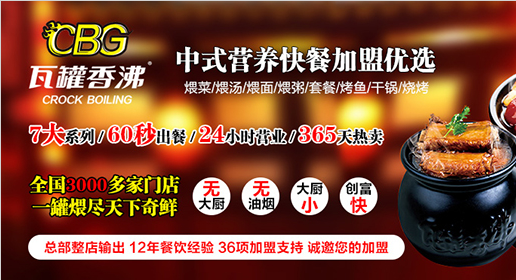 CBG
瓦罐香沸®
CROCK BOILING
中式营养快餐加盟优选
煨菜/煨汤/煨面/煨粥/套餐/烤鱼/干锅/烧烤
7大系列/60秒出餐/24小时营业/365天热卖
全国3000多家门店
一罐煨尽天下奇鲜
无
大厨
无
油烟
大厨
小
创富
快
总部整店输出 12年餐饮经验 36项加盟支持 诚邀您的加盟